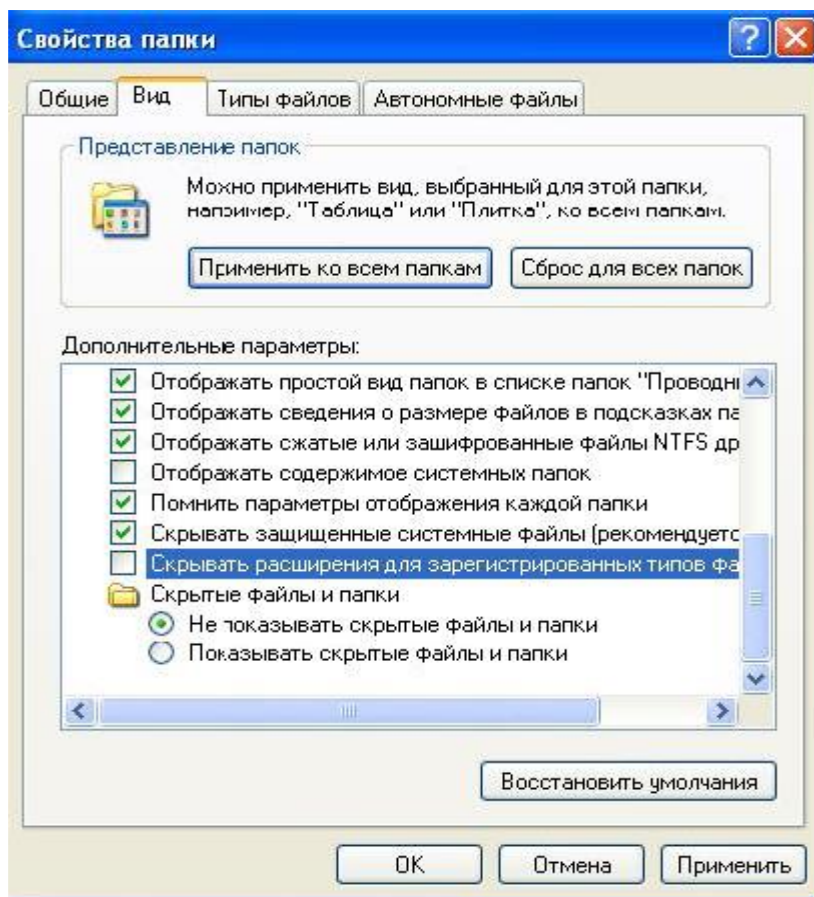 Свойства папки
Общие Вид Типы файлов Автономные файлы
Представление папок
Можно применить вид, выбранный для этой папки,
например, "Таблица" или "Плитка", ко всем папкам.
Применить ко всем папкам Сброс для всех папок
Дополнительные параметры:
Отображать простой вид папок в списке папок "Проводни
Отображать сведения о размере файлов в подсказках па
Отображать сжатые или зашифрованные файлы NTFS др
Отображать содержимое системных папок
Помнить параметры отображения каждой папки
Скрывать защищенные системные файлы (рекомендуетс
Скрывать расширения для зарегистрированных типов фа
Скрытые файлы и папки
Не показывать скрытые файлы и папки
Показывать скрытые файлы и папки
Восстановить умолчания
OK Отмена Применить